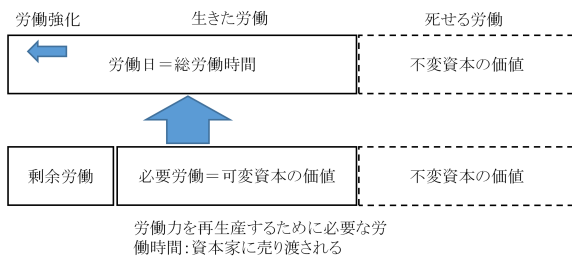 労働強化 生きた労働 死せる労働
労働日＝総労働時間 不変資本の価値
剰余労働 必要労働＝可変資本の価値 不変資本の価値
労働力を再生産するために必要な労
働時間：資本家に売り渡される